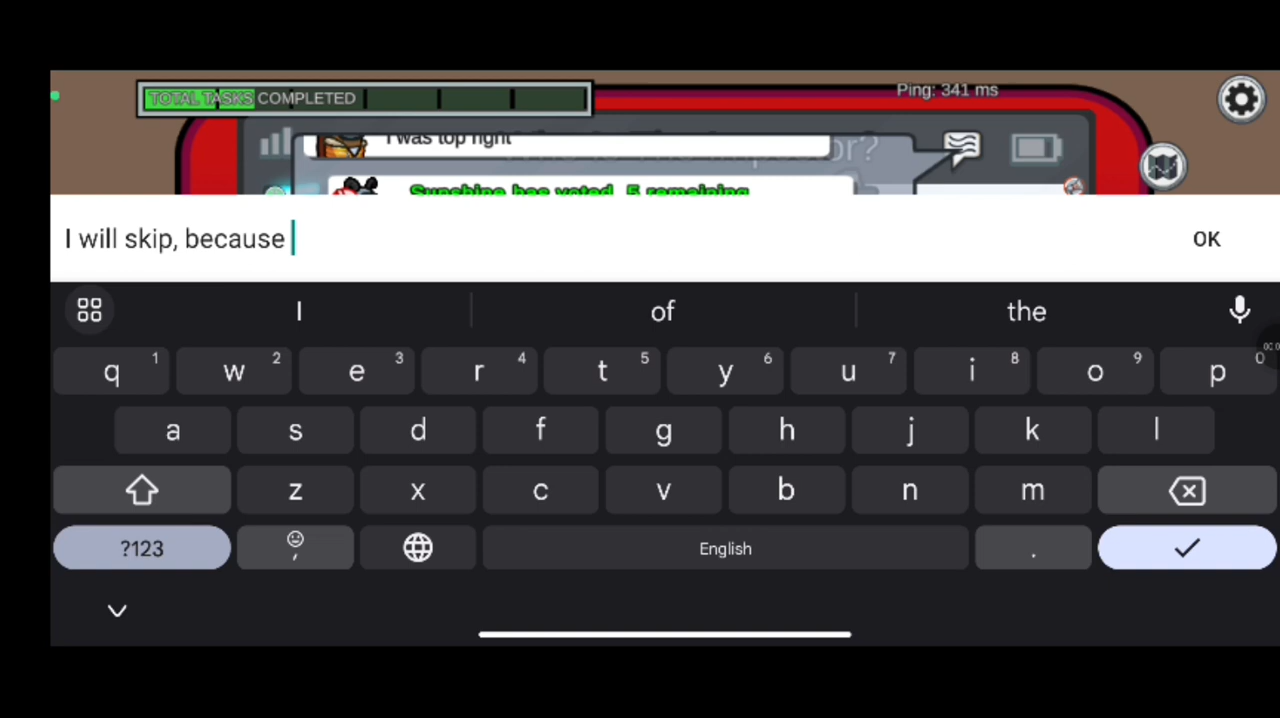 TOTAL TASKS COMPLETED
Ping: 341 ms
I was top right
or?
Sunshine has voted. 5 remaining
I will skip, because
OK
I of the
q 1 w 2 e 3 r 4 t 5 y 6 u 7 i 8 o 9 p 0
a s d f g h j k l
z x c v b n m
?123 , English .